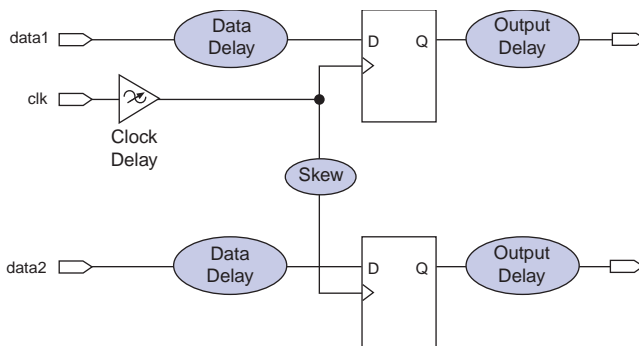 data1
Data
Delay
D
Q
Output
Delay
clk
Clock
Delay
Skew
data2
Data
Delay
D
Q
Output
Delay